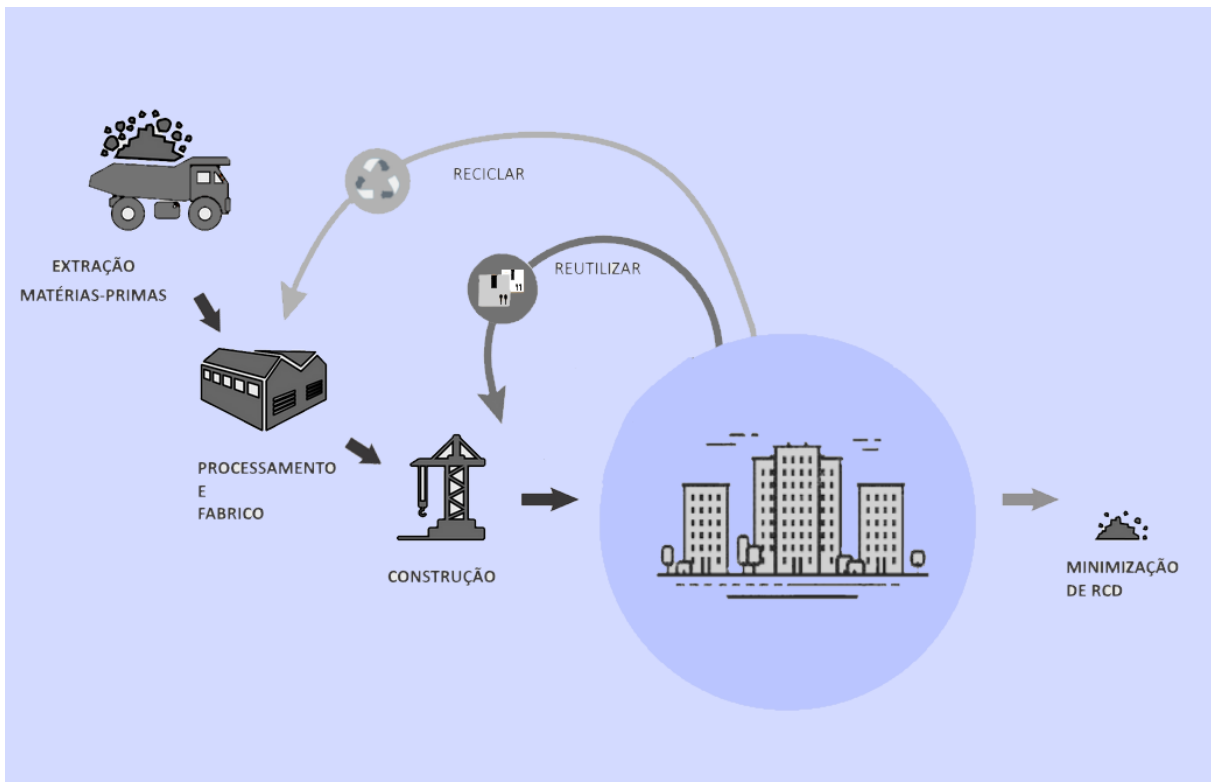 RECICLAR
EXTRAÇÃO
MATÉRIAS-PRIMAS
REUTILIZAR
PROCESSAMENTO
E
FABRICO
CONSTRUÇÃO
MINIMIZAÇÃO
DE RCD